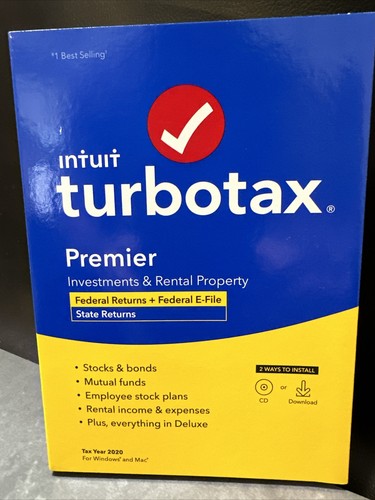 #1 Best Selling¹
intuit
turbotax®
Premier
Investments & Rental Property
Federal Returns + Federal E-File
State Returns
• Stocks & bonds
• Mutual funds
• Employee stock plans
• Rental income & expenses
• Plus, everything in Deluxe
2 WAYS TO INSTALL
CD or Download
Tax Year 2020
For Windows® and Mac®